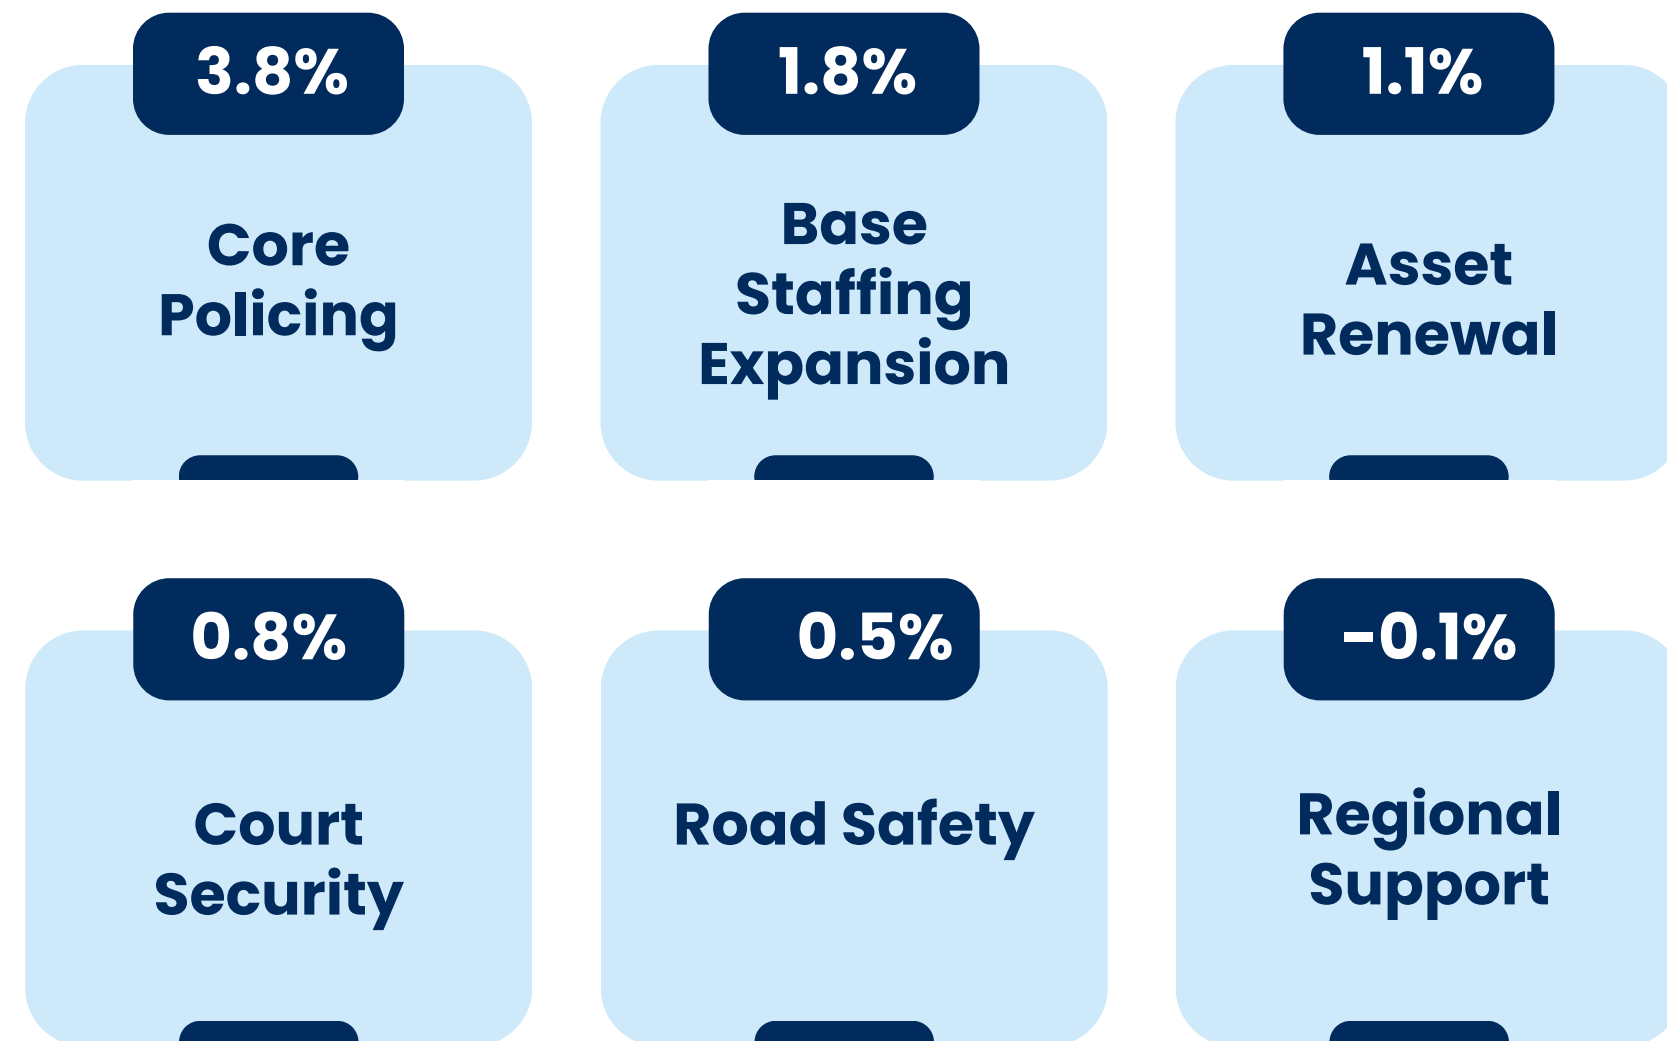 3.8%
1.8%
1.1%
Core
Policing
Base
Staffing
Expansion
Asset
Renewal
0.8%
0.5%
-0.1%
Court
Security
Road Safety
Regional
Support